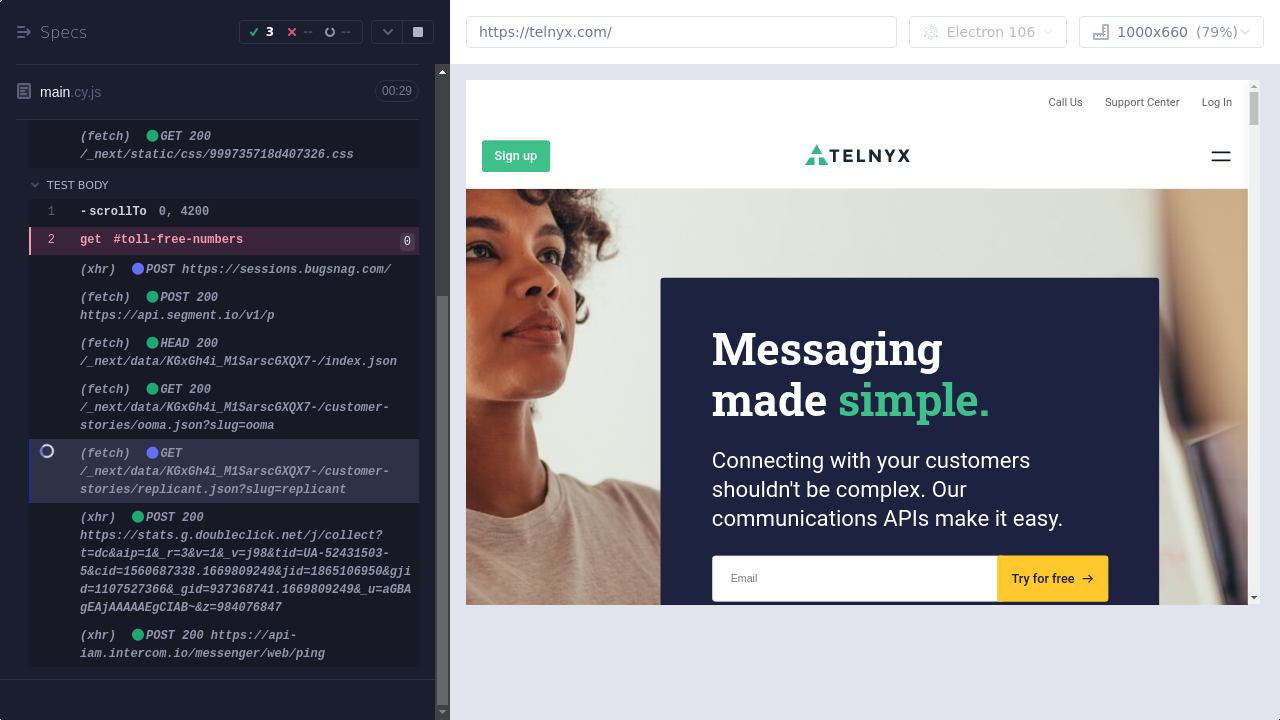 Specs
3
--
--
https://telnyx.com/
Electron 106
1000x660 (79%)
main.cy.js
00:29
(fetch) GET 200
/_next/static/css/999735718d407326.css
TEST BODY
1 -scrollTo 0, 4200
2 get #toll-free-numbers 0
(xhr) POST https://sessions.bugsnag.com/
(fetch) POST 200
https://api.segment.io/v1/p
(fetch) HEAD 200
/_next/data/KGxGh4i_M1SarscGXQX7-/index.json
(fetch) GET 200
/_next/data/KGxGh4i_M1SarscGXQX7-/customer-
stories/ooma.json?slug=ooma
(fetch) GET
/_next/data/KGxGh4i_M1SarscGXQX7-/customer-
stories/replicant.json?slug=replicant
(xhr) POST 200
https://stats.g.doubleclick.net/j/collect?
t=dc&aip=1&_r=3&v=1&_v=j98&tid=UA-52431503-
5&cid=1560687338.1669809249&jid=1865106950&gji
d=1107527366&_gid=937368741.1669809249&_u=aGBA
gEAjAAAAAEgCIAB~&z=984076847
(xhr) POST 200 https://api-
iam.intercom.io/messenger/web/ping
Call Us
Support Center
Log In
Sign up
TELNYX
Messaging
made simple.
Connecting with your customers
shouldn't be complex. Our
communications APIs make it easy.
Email
Try for free